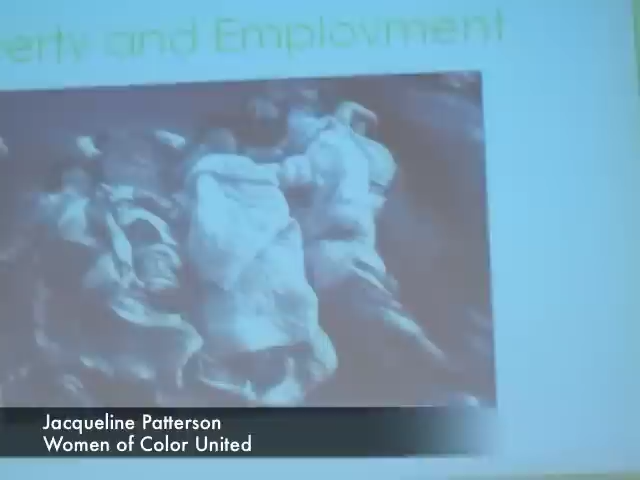 erty and Employment
Jacqueline Patterson
Women of Color United